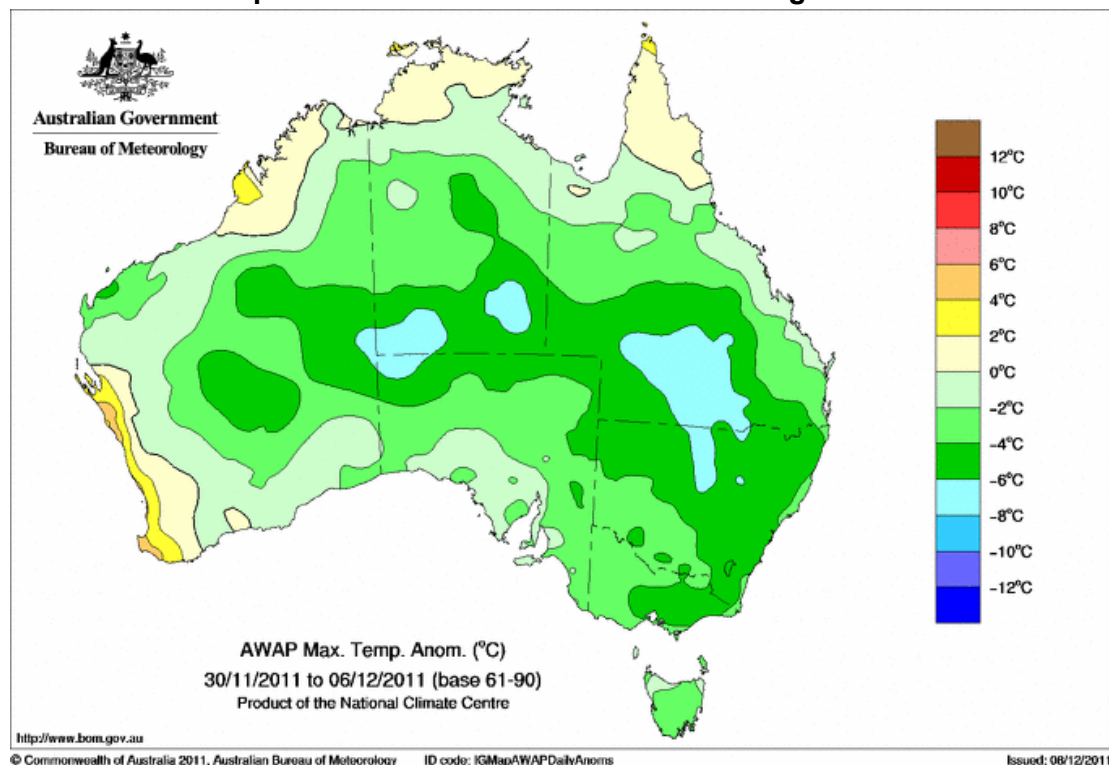 Australian Government
Bureau of Meteorology
12°C
10°C
8°C
6°C
4°C
2°C
0°C
-2°C
-4°C
-6°C
-8°C
-10°C
-12°C
AWAP Max. Temp. Anom. (°C)
30/11/2011 to 06/12/2011 (base 61-90)
Product of the National Climate Centre
http://www.bom.gov.au
© Commonwealth of Australia 2011, Australian Bureau of Meteorology ID code: IGMapAWAPDailyAnoms Issued: 06/12/2011